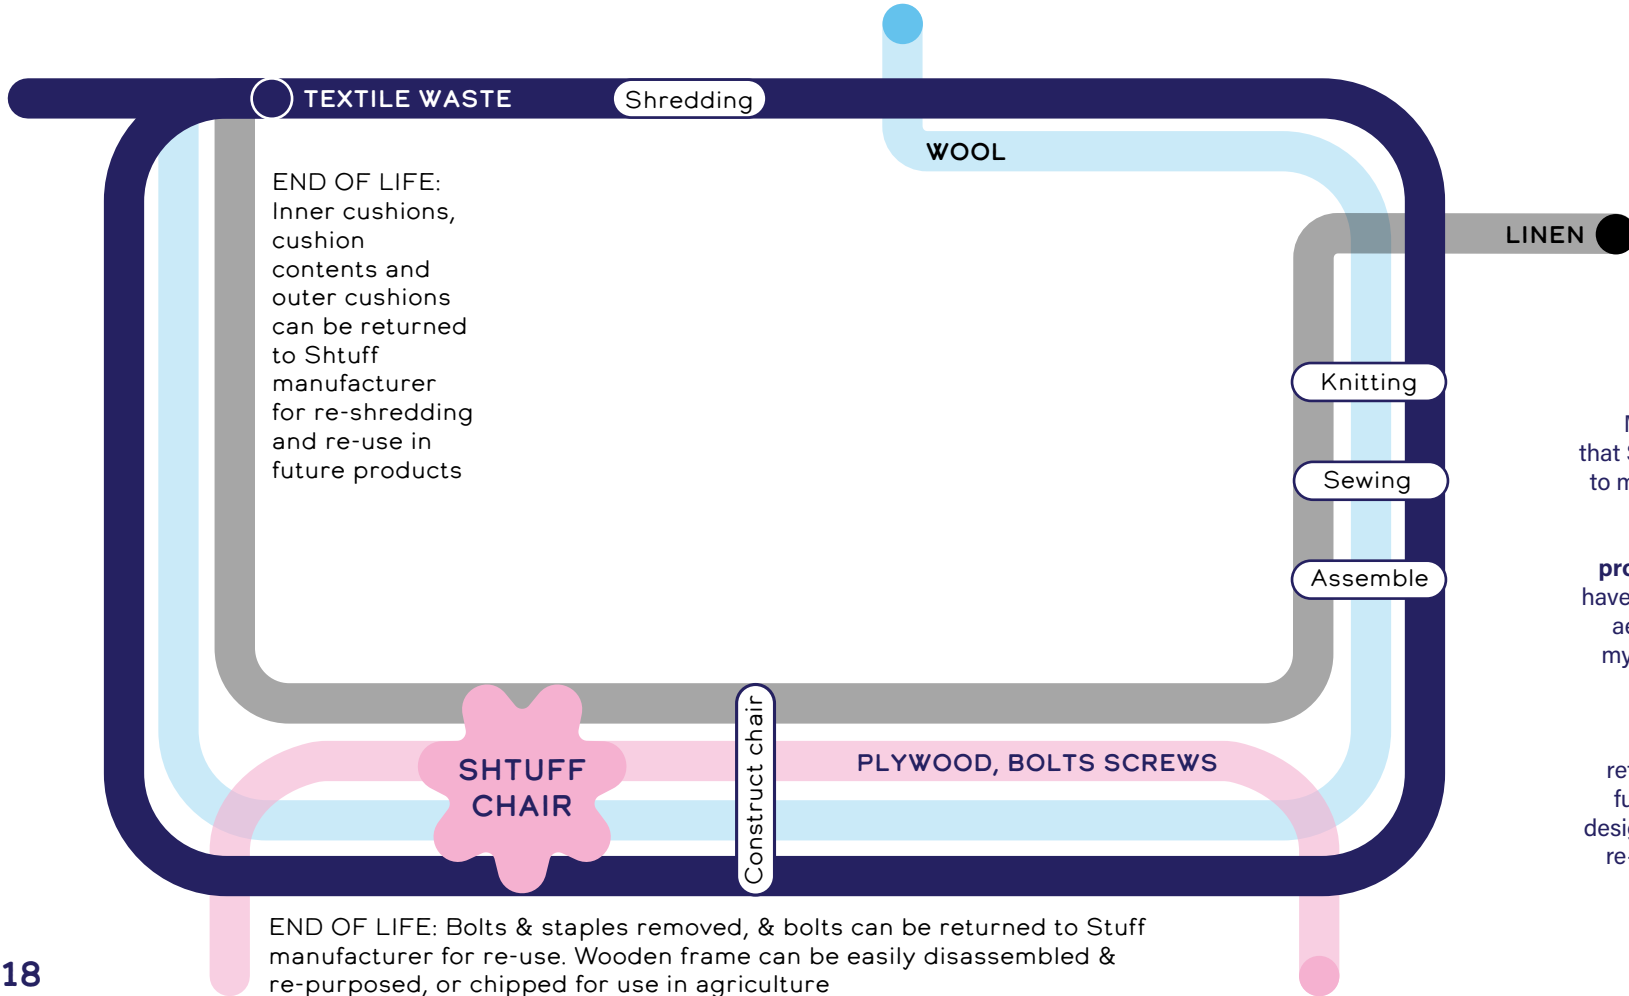 TEXTILE WASTE
Shredding
WOOL
END OF LIFE:
Inner cushions,
cushion
contents and
outer cushions
can be returned
to Shtuff
manufacturer
for re-shredding
and re-use in
future products
LINEN
Knitting
Sewing
Assemble
that
to
have
my
SHTUFF
CHAIR
Construct chair
PLYWOOD, BOLTS SCREWS
END OF LIFE: Bolts & staples removed, & bolts can be returned to Stuff
manufacturer for re-use. Wooden frame can be easily disassembled &
re-purposed, or chipped for use in agriculture
18